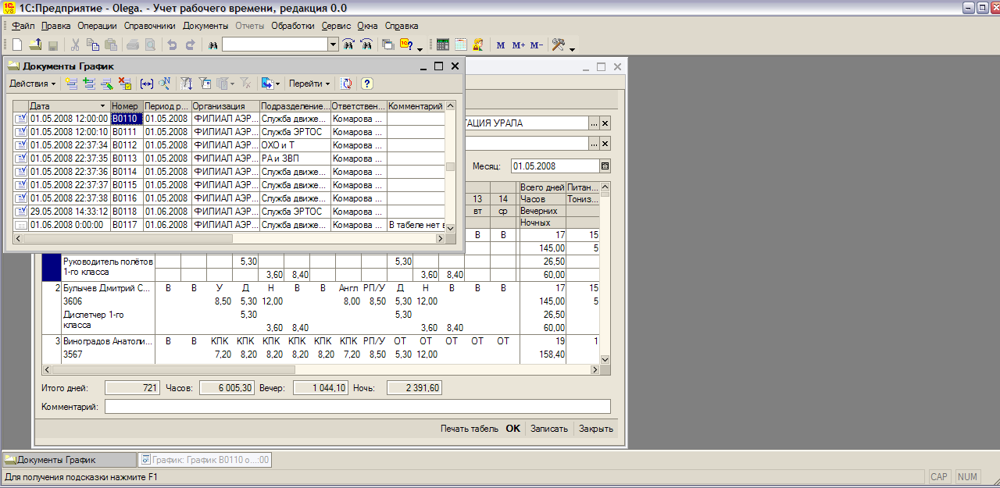 1С:Предприятие - Olega. - Учет рабочего времени, редакция 0.0
Файл Правка Операции Справочники Документы Отчеты Обработки Сервис Окна Справка
M M+ M-
Документы График
Действия Перейти
Дата Номер Период р... Организация Подразделение... Ответствен... Комментарий
01.05.2008 12:00:00 В0110 01.05.2008 ФИЛИАЛ АЭР... Служба движе... Комарова ...
01.05.2008 12:00:10 В0111 01.05.2008 ФИЛИАЛ АЭР... Служба ЭРТОС Комарова ...
01.05.2008 22:37:34 В0112 01.05.2008 ФИЛИАЛ АЭР... ОХО и Т Комарова ...
01.05.2008 22:37:35 В0113 01.05.2008 ФИЛИАЛ АЭР... РА и ЗВП Комарова ...
01.05.2008 22:37:36 В0114 01.05.2008 ФИЛИАЛ АЭР... Служба движе... Комарова ...
01.05.2008 22:37:37 В0115 01.05.2008 ФИЛИАЛ АЭР... Служба движе... Комарова ...
01.05.2008 22:37:38 В0116 01.05.2008 ФИЛИАЛ АЭР... Служба движе... Комарова ...
29.05.2008 14:33:12 В0118 01.06.2008 ФИЛИАЛ АЭР... Служба ЭРТОС Комарова ...
01.06.2008 0:00:00 В0117 01.06.2008 ФИЛИАЛ АЭР... Служба движе... Комарова ... В табеле нет в
ТАЦИЯ УРАЛА
Месяц: 01.05.2008
Всего дней Питан...
13 14 Часов Тониз...
вт ср Вечерних
Ночных
В В 17 15
145,00 5
Руководитель полётов 5,30 5,30 26,50
1-го класса 3,60 8,40 3,60 8,40 60,00
2 Булычев Дмитрий С... В В У Д Н В В Англ РП/У Д Н В В В 17 15
3606 8,50 5,30 12,00 8,00 8,50 5,30 12,00 145,00 5
Диспетчер 1-го 5,30 5,30 26,50
класса 3,60 8,40 3,60 8,40 60,00
3 Виноградов Анатоли... В В КПК КПК КПК КПК КПК КПК РП/У ОТ ОТ ОТ ОТ ОТ 19 1
3567 7,20 8,20 8,20 8,20 8,20 7,20 8,50 5,30 12,00 158,40
Итого дней: 721 Часов: 6 005,30 Вечер: 1 044,10 Ночь: 2 391,60
Комментарий:
Печать табель OK Записать Закрыть
Документы График График: График В0110 о...:00
Для получения подсказки нажмите F1 CAP NUM